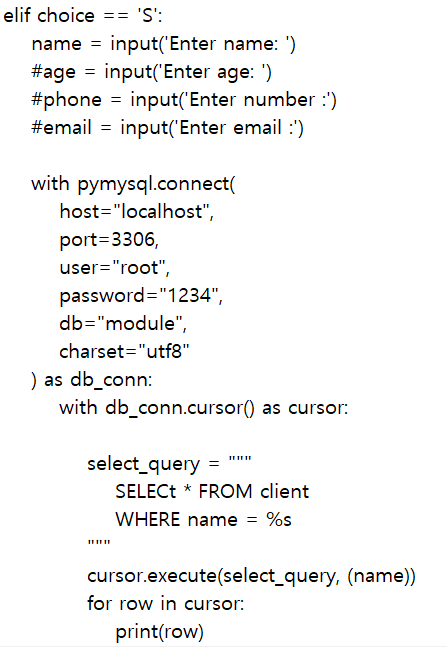 elif choice == 'S':
name = input('Enter name: ')
#age = input('Enter age: ')
#phone = input('Enter number :')
#email = input('Enter email :')
with pymysql.connect(
host="localhost",
port=3306,
user="root",
password="1234",
db="module",
charset="utf8"
) as db_conn:
with db_conn.cursor() as cursor:
select_query = """
SELECt * FROM client
WHERE name = %s
"""
cursor.execute(select_query, (name))
for row in cursor:
print(row)